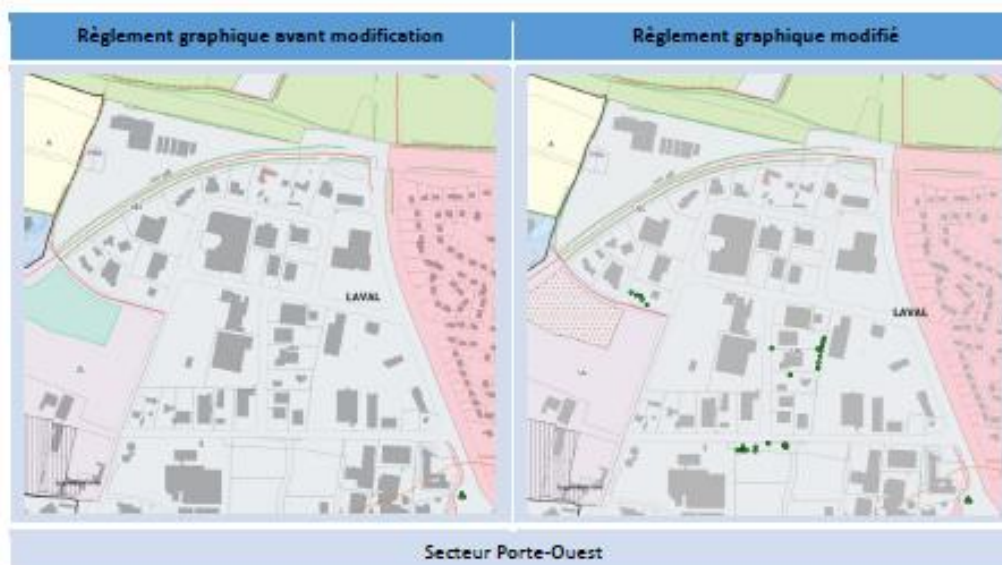 Règlement graphique avant modification
Règlement graphique modifié
LAVAL
LAVAL
Secteur Porte-Ouest